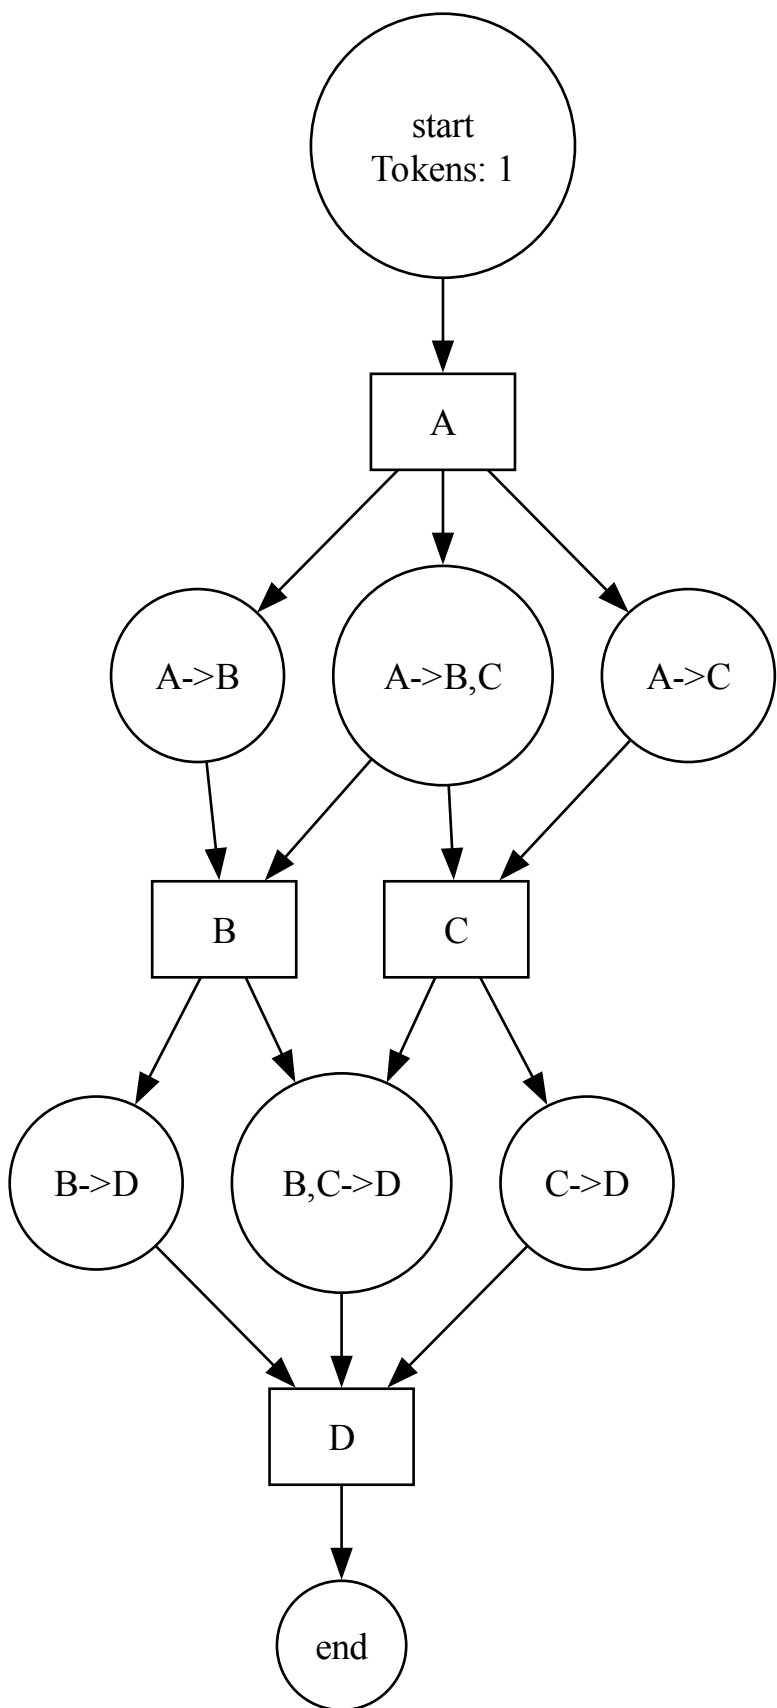 start
Tokens: 1
A
A->B
A->B,C
A->C
B
C
B->D
B,C->D
C->D
D
end